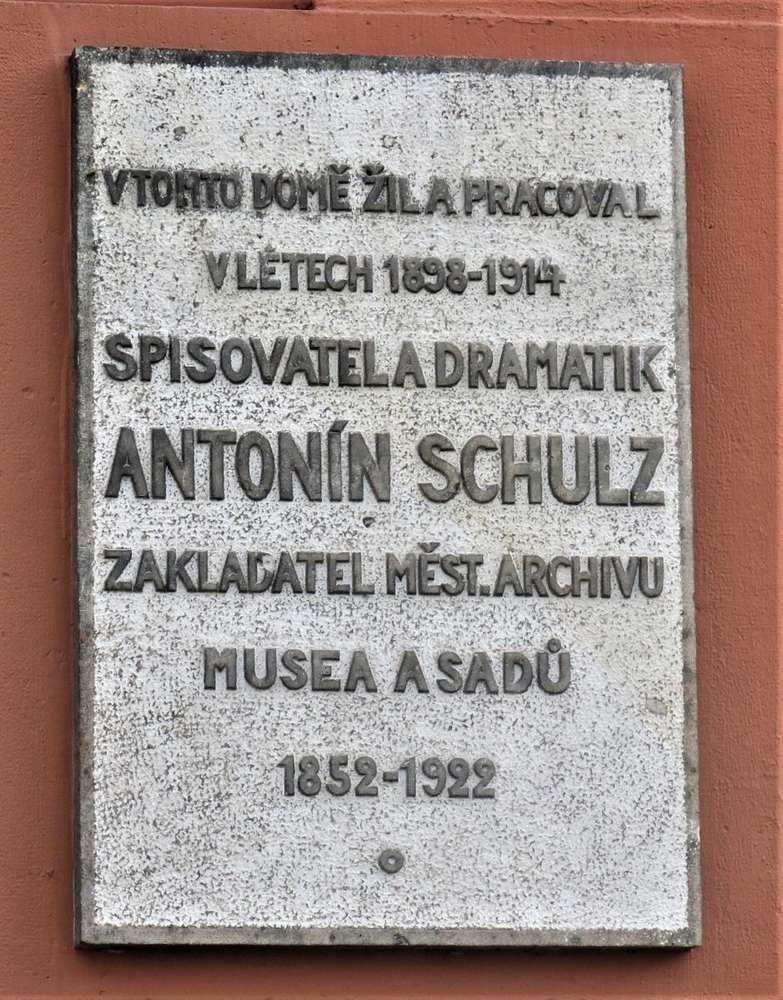 V TOMTO DOMĚ ŽIL A PRACOVAL
V LÉTECH 1898-1914
SPISOVATEL A DRAMATIK
ANTONÍN SCHULZ
ZAKLADATEL MĚST. ARCHIVU
MUSEA A SADŮ
1852-1922